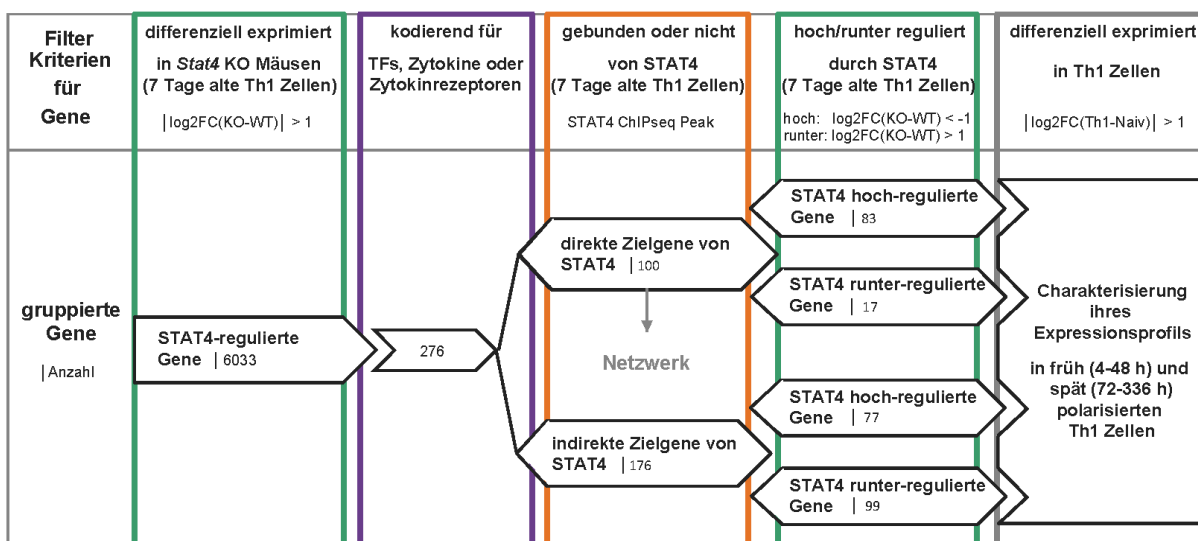 Filter
Kriterien
für
Gene
differenziell exprimiert
in Stat4 KO Mäusen
(7 Tage alte Th1 Zellen)
|log2FC(KO-WT)| > 1
kodierend für
TFs, Zytokine oder
Zytokinrezeptoren
gebunden oder nicht
von STAT4
(7 Tage alte Th1 Zellen)
STAT4 ChIPseq Peak
hoch/runter reguliert
durch STAT4
(7 Tage alte Th1 Zellen)
hoch: log2FC(KO-WT) < -1
runter: log2FC(KO-WT) > 1
differenziell exprimiert
in Th1 Zellen
|log2FC(Th1-Naiv)| > 1
gruppierte
Gene
|Anzahl
STAT4-regulierte
Gene | 6033
276
direkte Zielgene von
STAT4 | 100
Netzwerk
indirekte Zielgene von
STAT4 | 176
STAT4 hoch-regulierte
Gene | 83
STAT4 runter-regulierte
Gene | 17
STAT4 hoch-regulierte
Gene | 77
STAT4 runter-regulierte
Gene | 99
Charakterisierung
ihres
Expressionsprofils
in früh (4-48 h) und
spät (72-336 h)
polarisierten
Th1 Zellen